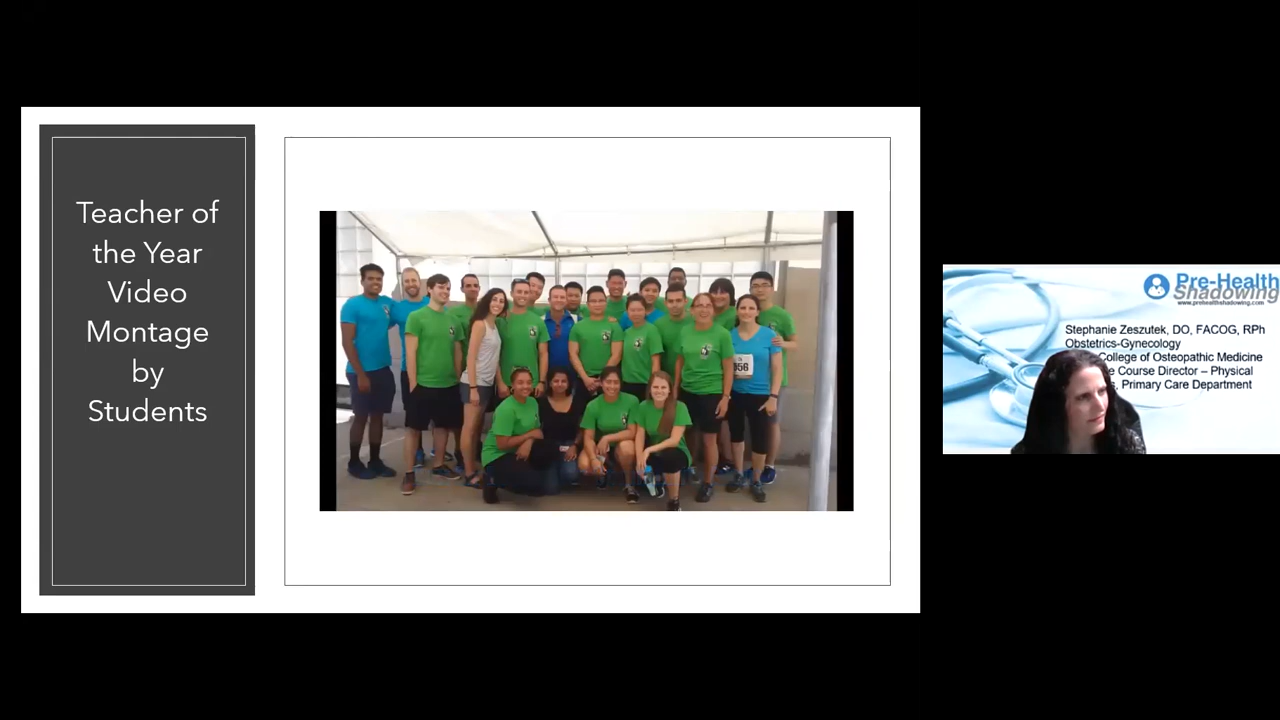 Teacher of
the Year
Video
Montage
by
Students
Pre-Health
Shadowing
www.prehealthshadowing.com
Stephanie Zeszutek, DO, FACOG, RPh
Obstetrics-Gynecology
College of Osteopathic Medicine
Course Director – Physical
Primary Care Department